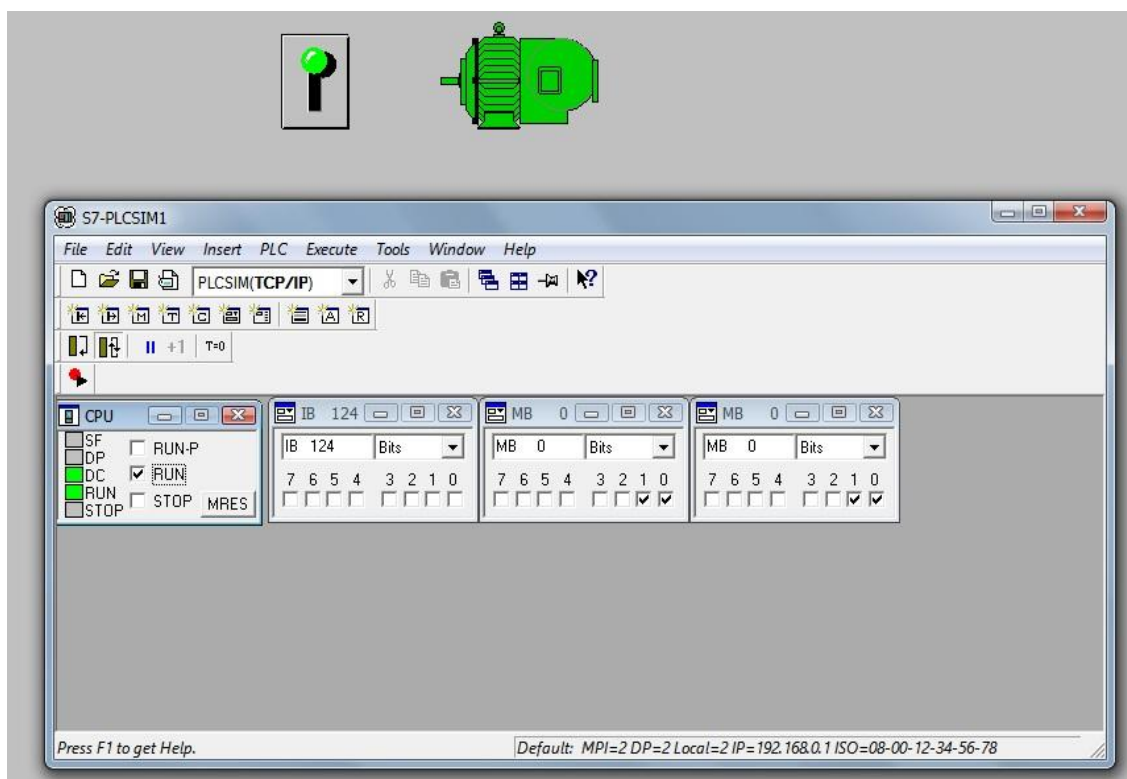 S7-PLCSIM1
File Edit View Insert PLC Execute Tools Window Help
PLCSIM(TCP/IP)
M T C A R
+1 T=0
CPU
SF
DP
DC
RUN
STOP
RUN-P
RUN
STOP
MRES
IB 124
IB 124 Bits
7 6 5 4 3 2 1 0
MB 0
MB 0 Bits
7 6 5 4 3 2 1 0
MB 0
MB 0 Bits
7 6 5 4 3 2 1 0
Press F1 to get Help.
Default: MPI=2 DP=2 Local=2 IP=192.168.0.1 ISO=08-00-12-34-56-78